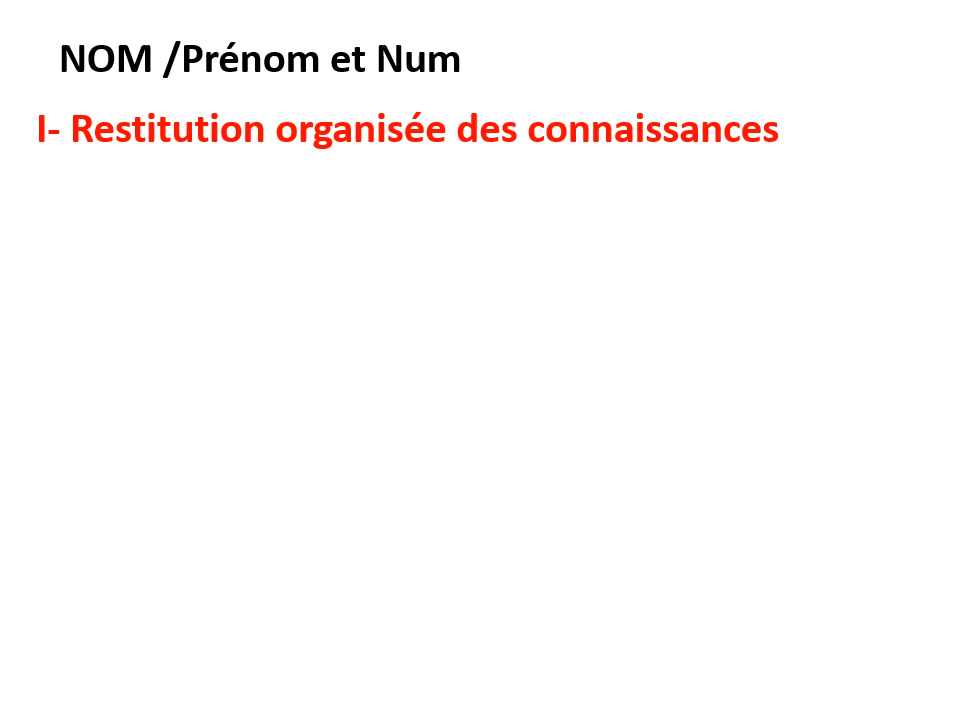 NOM /Prénom et Num
I- Restitution organisée des connaissances